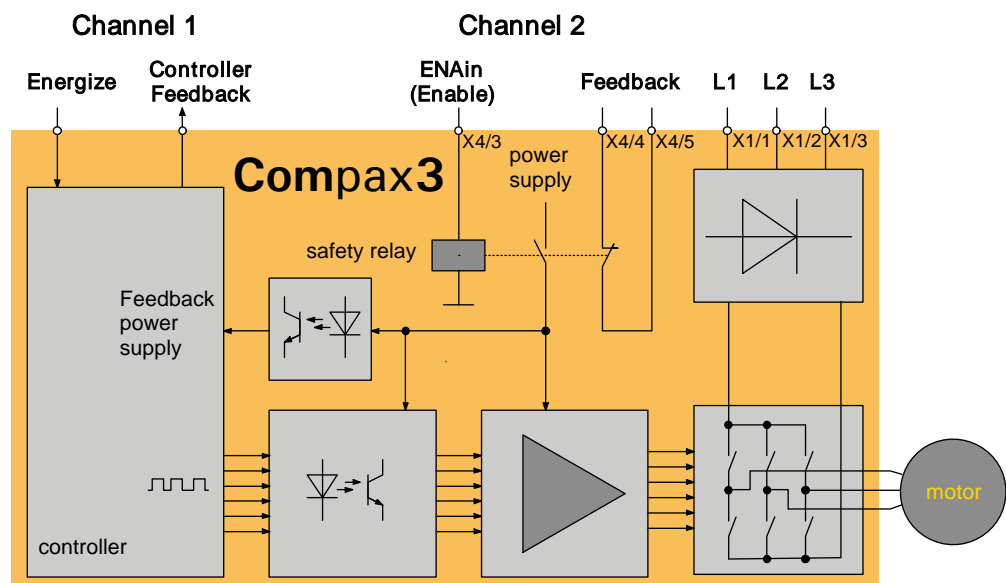 Channel 1
Channel 2
Energize
Controller
Feedback
ENAin
(Enable)
Feedback
L1
L2
L3
X4/3
X4/4
X4/5
X1/1
X1/2
X1/3
Compax3
power
supply
safety relay
Feedback
power
supply
controller
motor